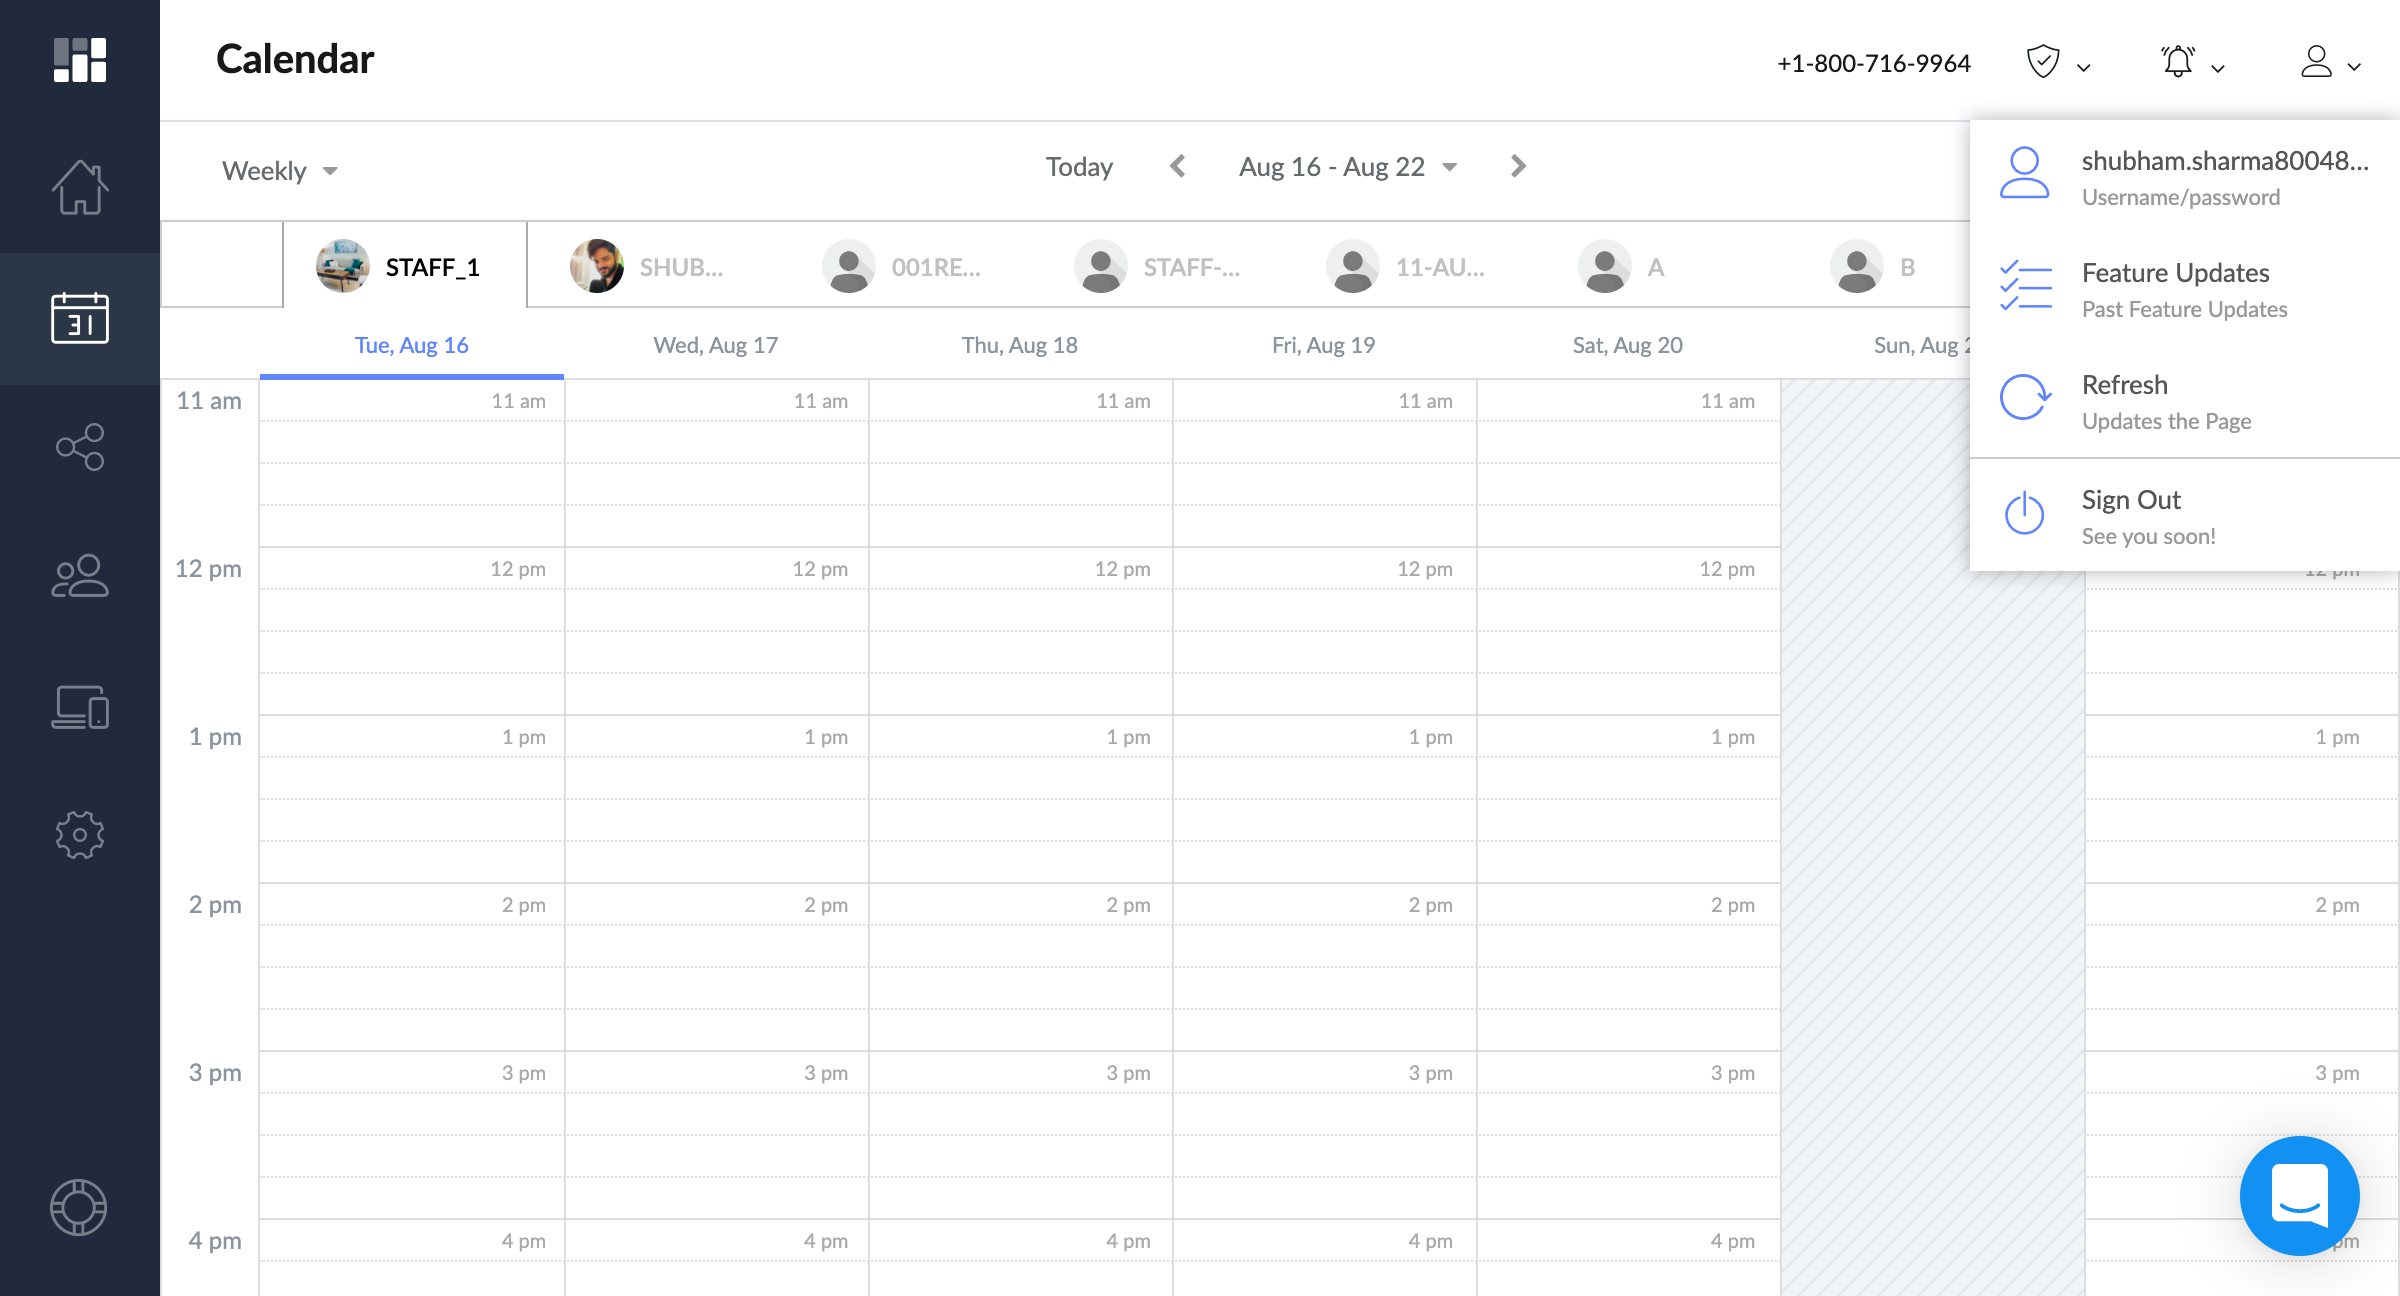 Calendar
+1-800-716-9964
Weekly
Today
Aug 16 - Aug 22
shubham.sharma80048...
Username/password
Feature Updates
Past Feature Updates
Refresh
Updates the Page
Sign Out
See you soon!
31
STAFF_1
SHUB...
001RE...
STAFF-...
11-AU...
A
B
Tue, Aug 16
Wed, Aug 17
Thu, Aug 18
Fri, Aug 19
Sat, Aug 20
Sun, Aug
11 am 11 am 11 am 11 am 11 am 11 am
12 pm 12 pm 12 pm 12 pm 12 pm 12 pm 12 pm
1 pm 1 pm 1 pm 1 pm 1 pm 1 pm 1 pm
2 pm 2 pm 2 pm 2 pm 2 pm 2 pm 2 pm
3 pm 3 pm 3 pm 3 pm 3 pm 3 pm 3 pm
4 pm 4 pm 4 pm 4 pm 4 pm 4 pm pm